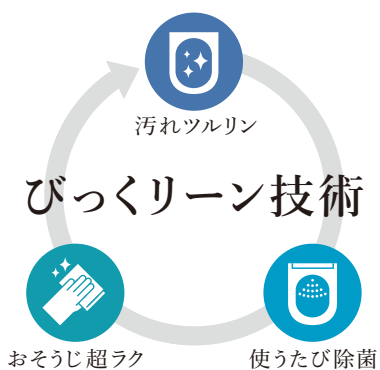 汚れツルリン
びっくリーン技術
おそうじ超ラク
使うたび除菌